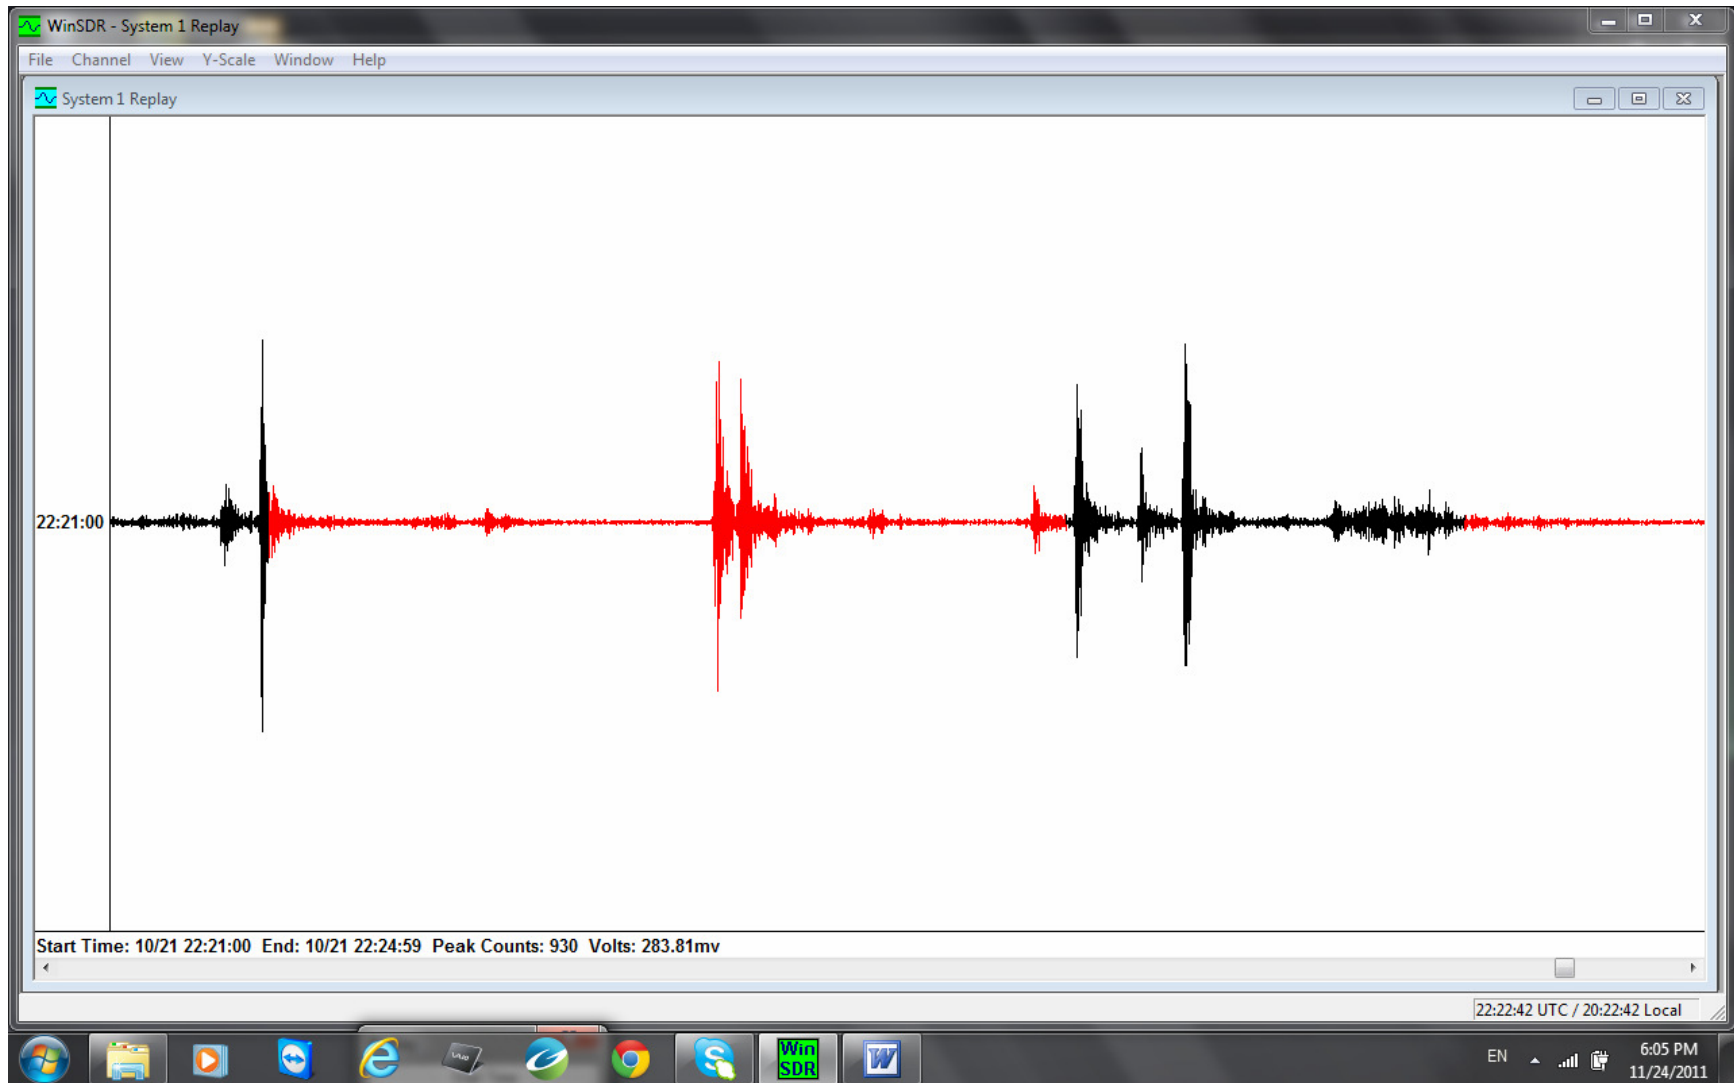 WinSDR - System 1 Replay
File Channel View Y-Scale Window Help
System 1 Replay
22:21:00
Start Time: 10/21 22:21:00 End: 10/21 22:24:59 Peak Counts: 930 Volts: 283.81mv
22:22:42 UTC / 20:22:42 Local
Win
SDR
W
EN
6:05 PM
11/24/2011